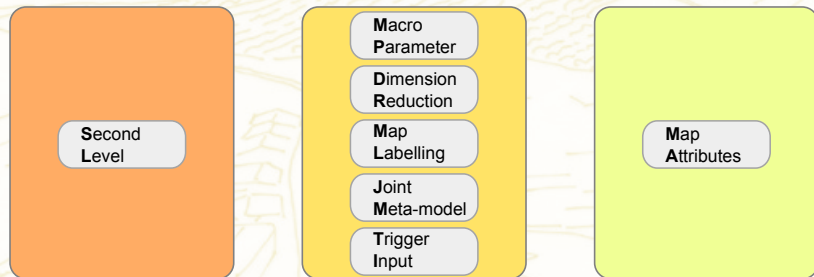 Second
Level
Macro
Parameter
Dimension
Reduction
Map
Labelling
Joint
Meta-model
Trigger
Input
Map
Attributes